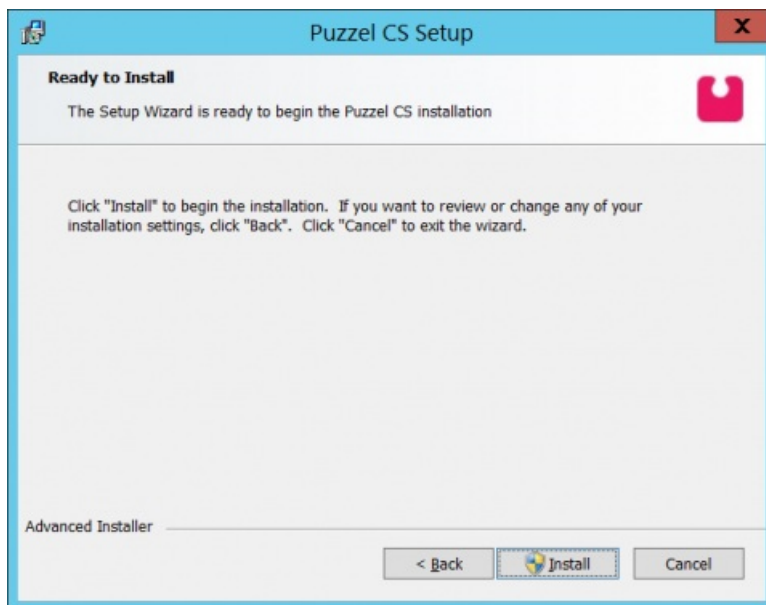 Puzzel CS Setup
X
Ready to Install
The Setup Wizard is ready to begin the Puzzel CS installation
Click "Install" to begin the installation. If you want to review or change any of your
installation settings, click "Back". Click "Cancel" to exit the wizard.
Advanced Installer
< Back
Install
Cancel